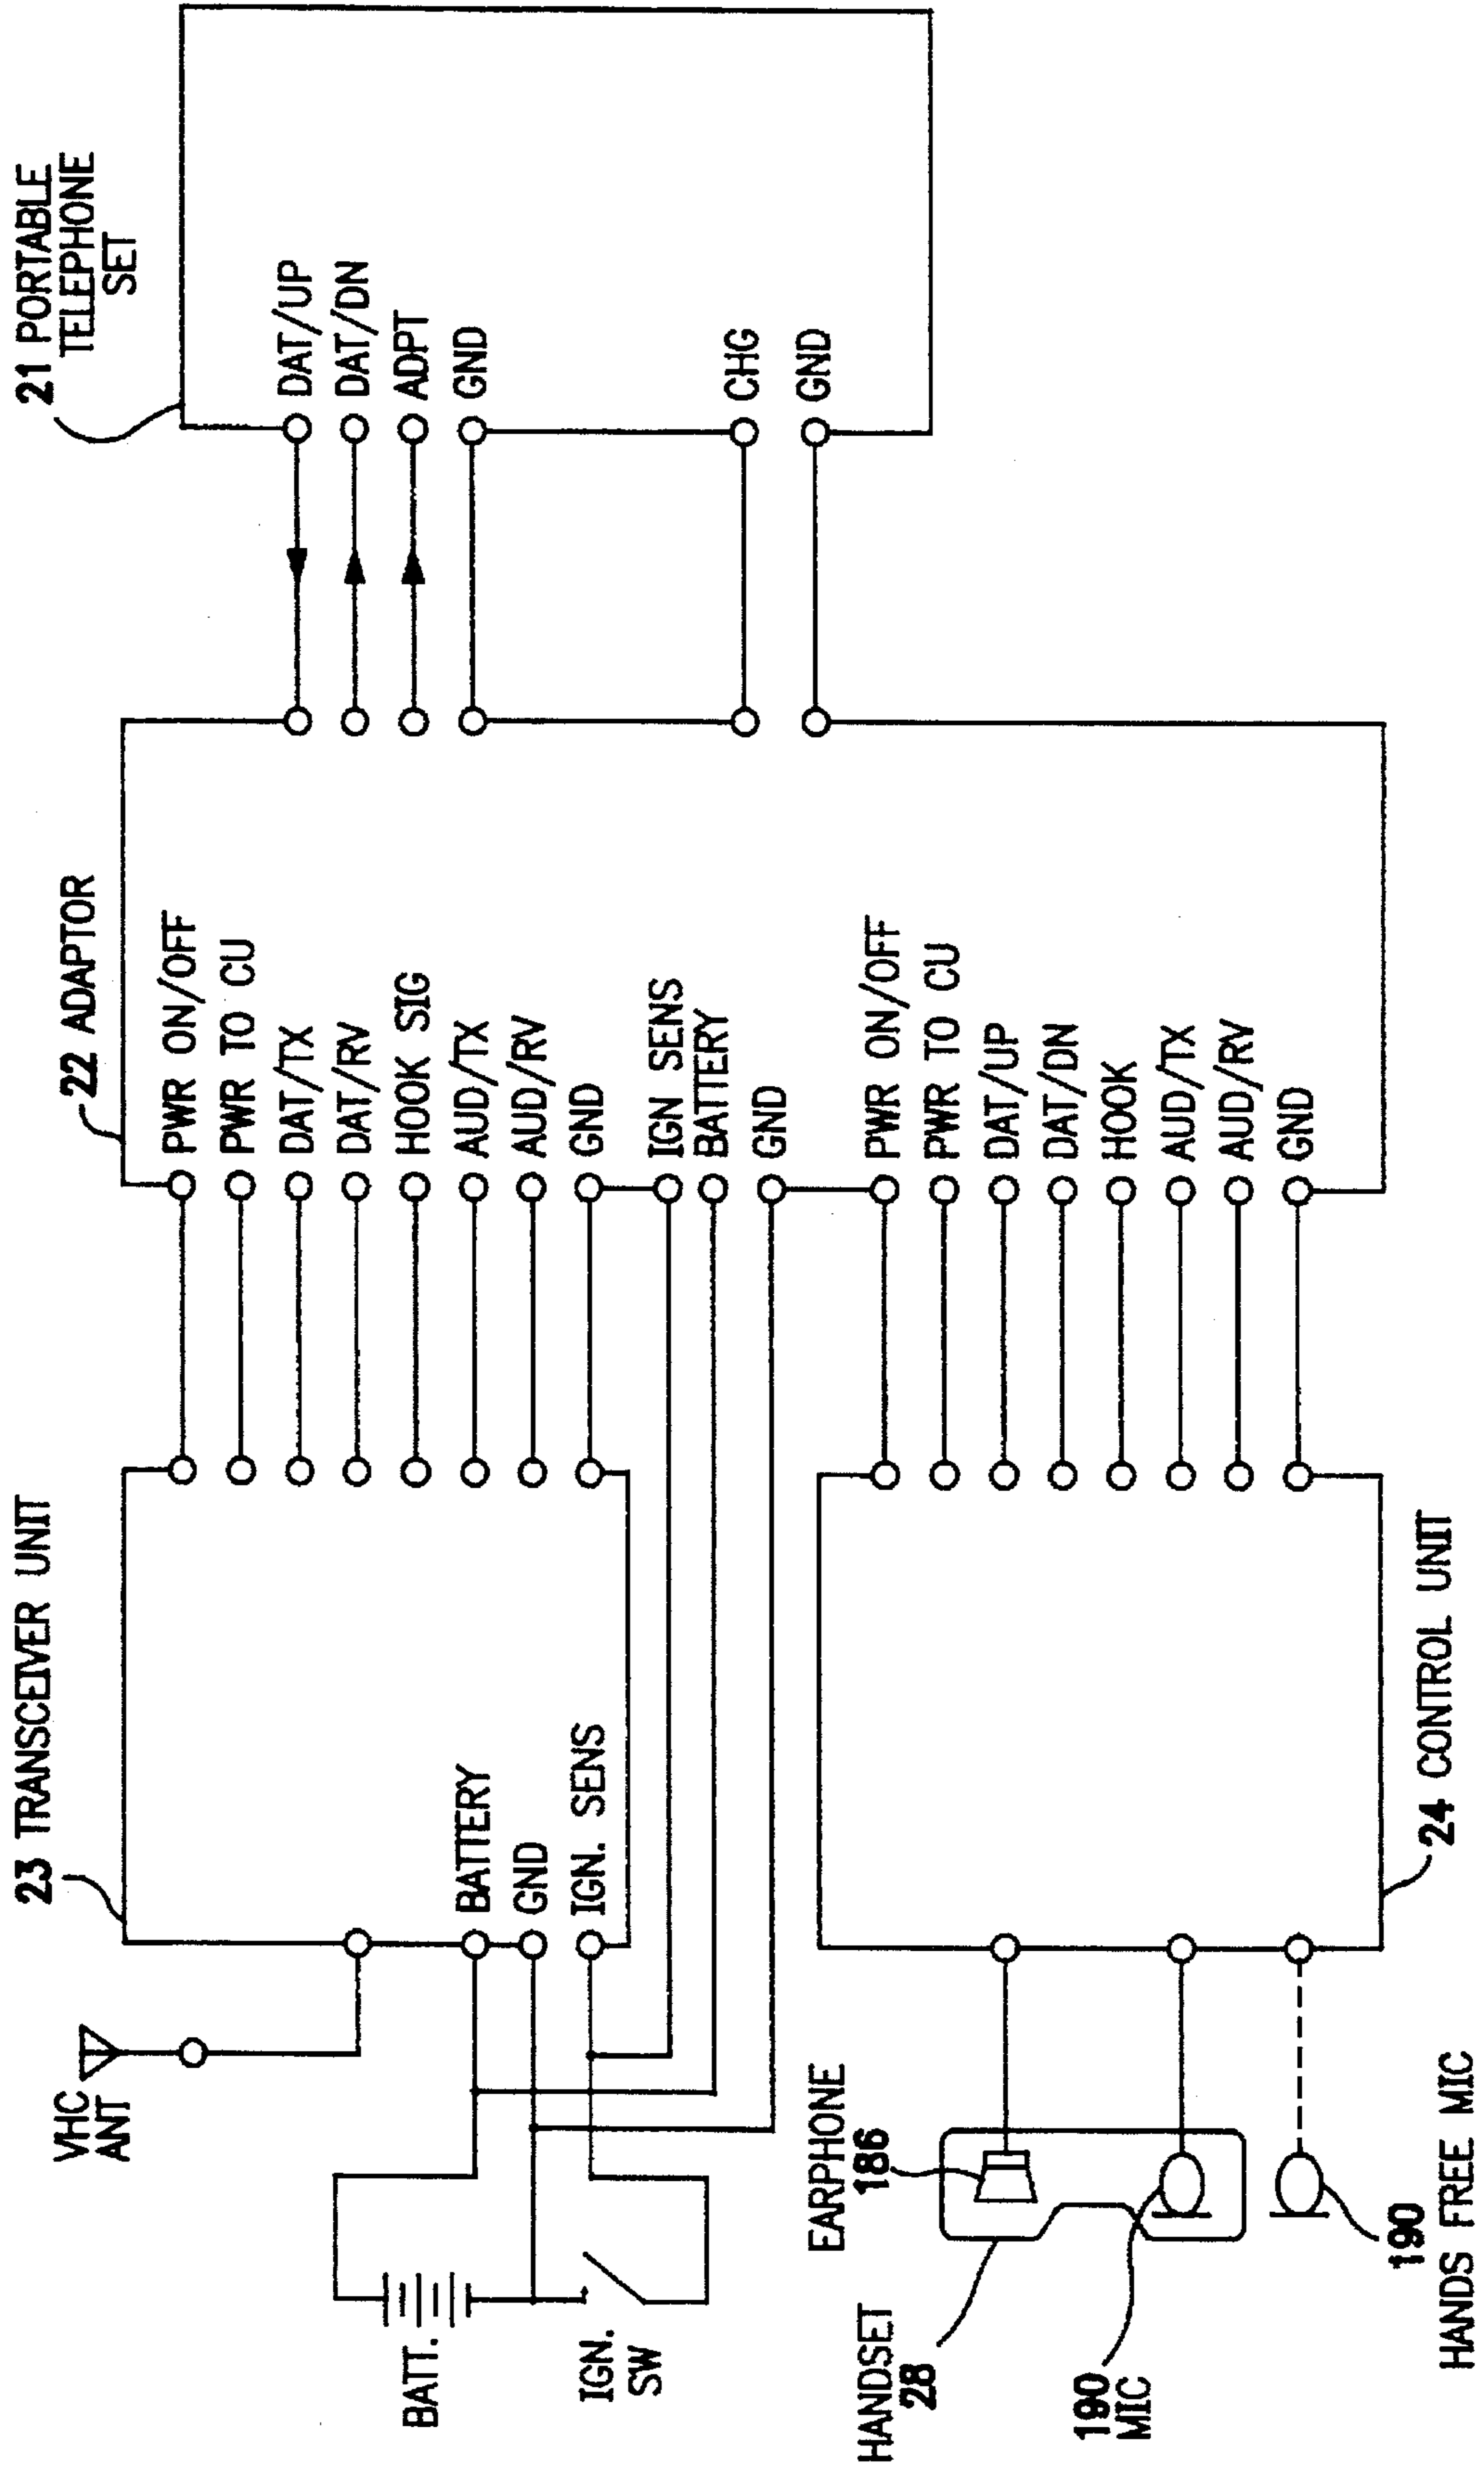 VHC
ANT
23 TRANSCEIVER UNIT
22 ADAPTOR
21 PORTABLE
TELEPHONE
SET
BATT.
IGN.
SW
BATTERY
GND
IGN. SENS
PWR ON/OFF
PWR TO CU
DAT/TX
DAT/RV
HOOK SIG
AUD/TX
AUD/RV
GND
IGN SENS
BATTERY
GND
PWR ON/OFF
PWR TO CU
DAT/UP
DAT/DN
HOOK
AUD/TX
AUD/RV
GND
DAT/UP
DAT/DN
ADPT
GND
CHG
GND
EARPHONE
186
HANDSET
28
190
MIC
190
HANDS FREE MIC
24 CONTROL UNIT